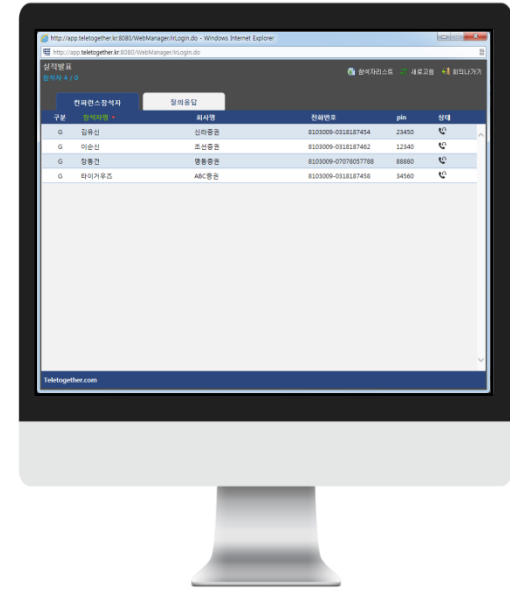 http://app.teletogether.kr:8080/WebManager/irLogin.do - Windows Internet Explorer
http://app.teletogether.kr:8080/WebManager/irLogin.do
실적발표
참석자 4 / 0
참석자리스트 새로고침 회의나가기
컨퍼런스참석자 질의응답
구분 참석자명 회사명 전화번호 pin 상태
G 김유신 신라증권 8103009-0318187454 23450
G 이순신 조선증권 8103009-0318187462 12340
G 장동건 명동증권 8103009-07078057788 88880
G 타이거우즈 ABC증권 8103009-0318187456 34560
Teletogether.com